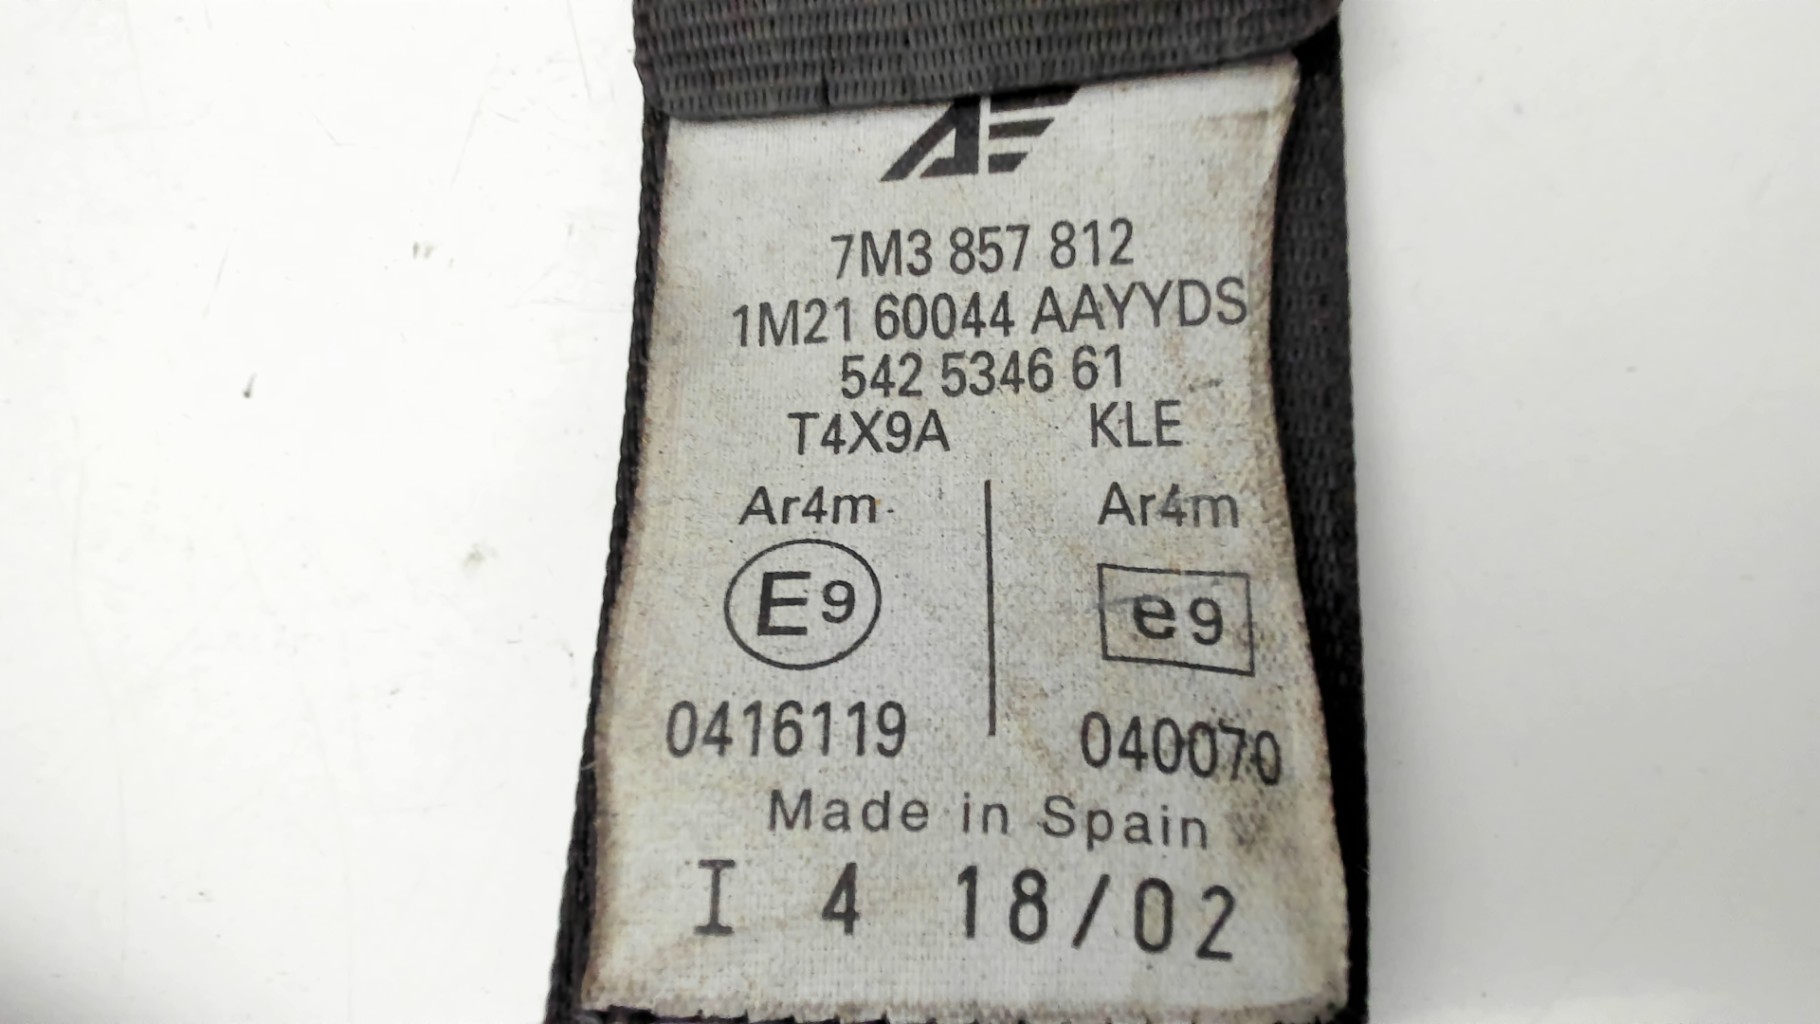 AE
7M3 857 812
1M21 60044 AAYYDS
542 5346 61
T4X9A KLE
Ar4m Ar4m
E9 e9
0416119 040070
Made in Spain
I 4 18/02